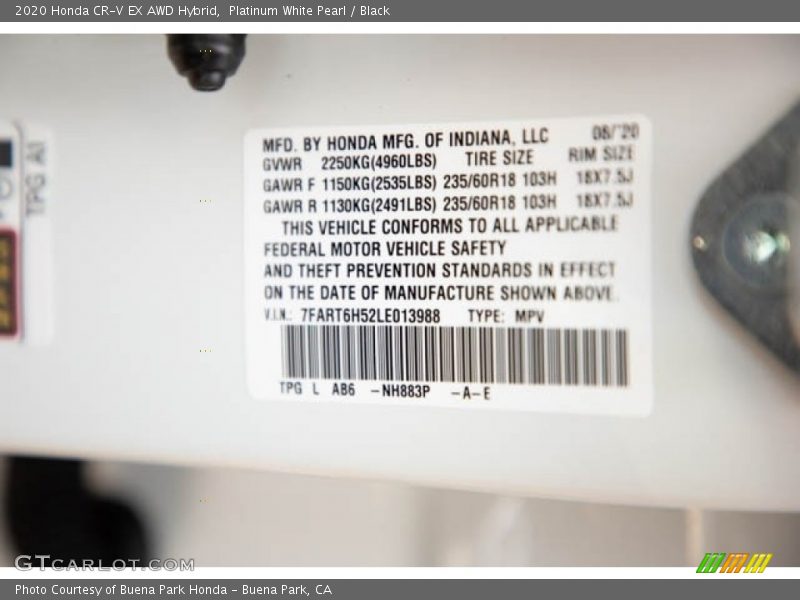 2020 Honda CR-V EX AWD Hybrid, Platinum White Pearl / Black
MFD. BY HONDA MFG. OF INDIANA, LLC 08/'20
GVWR 2250KG(4960LBS) TIRE SIZE RIM SIZE
GAWR F 1150KG(2535LBS) 235/60R18 103H 18X7.5J
GAWR R 1130KG(2491LBS) 235/60R18 103H 18X7.5J
THIS VEHICLE CONFORMS TO ALL APPLICABLE
FEDERAL MOTOR VEHICLE SAFETY
AND THEFT PREVENTION STANDARDS IN EFFECT
ON THE DATE OF MANUFACTURE SHOWN ABOVE.
V.I.N.: 7FART6H52LE013988 TYPE: MPV
TPG L AB6 -NH883P -A-E
TPG A1
GTcarlot.com
Photo Courtesy of Buena Park Honda - Buena Park, CA